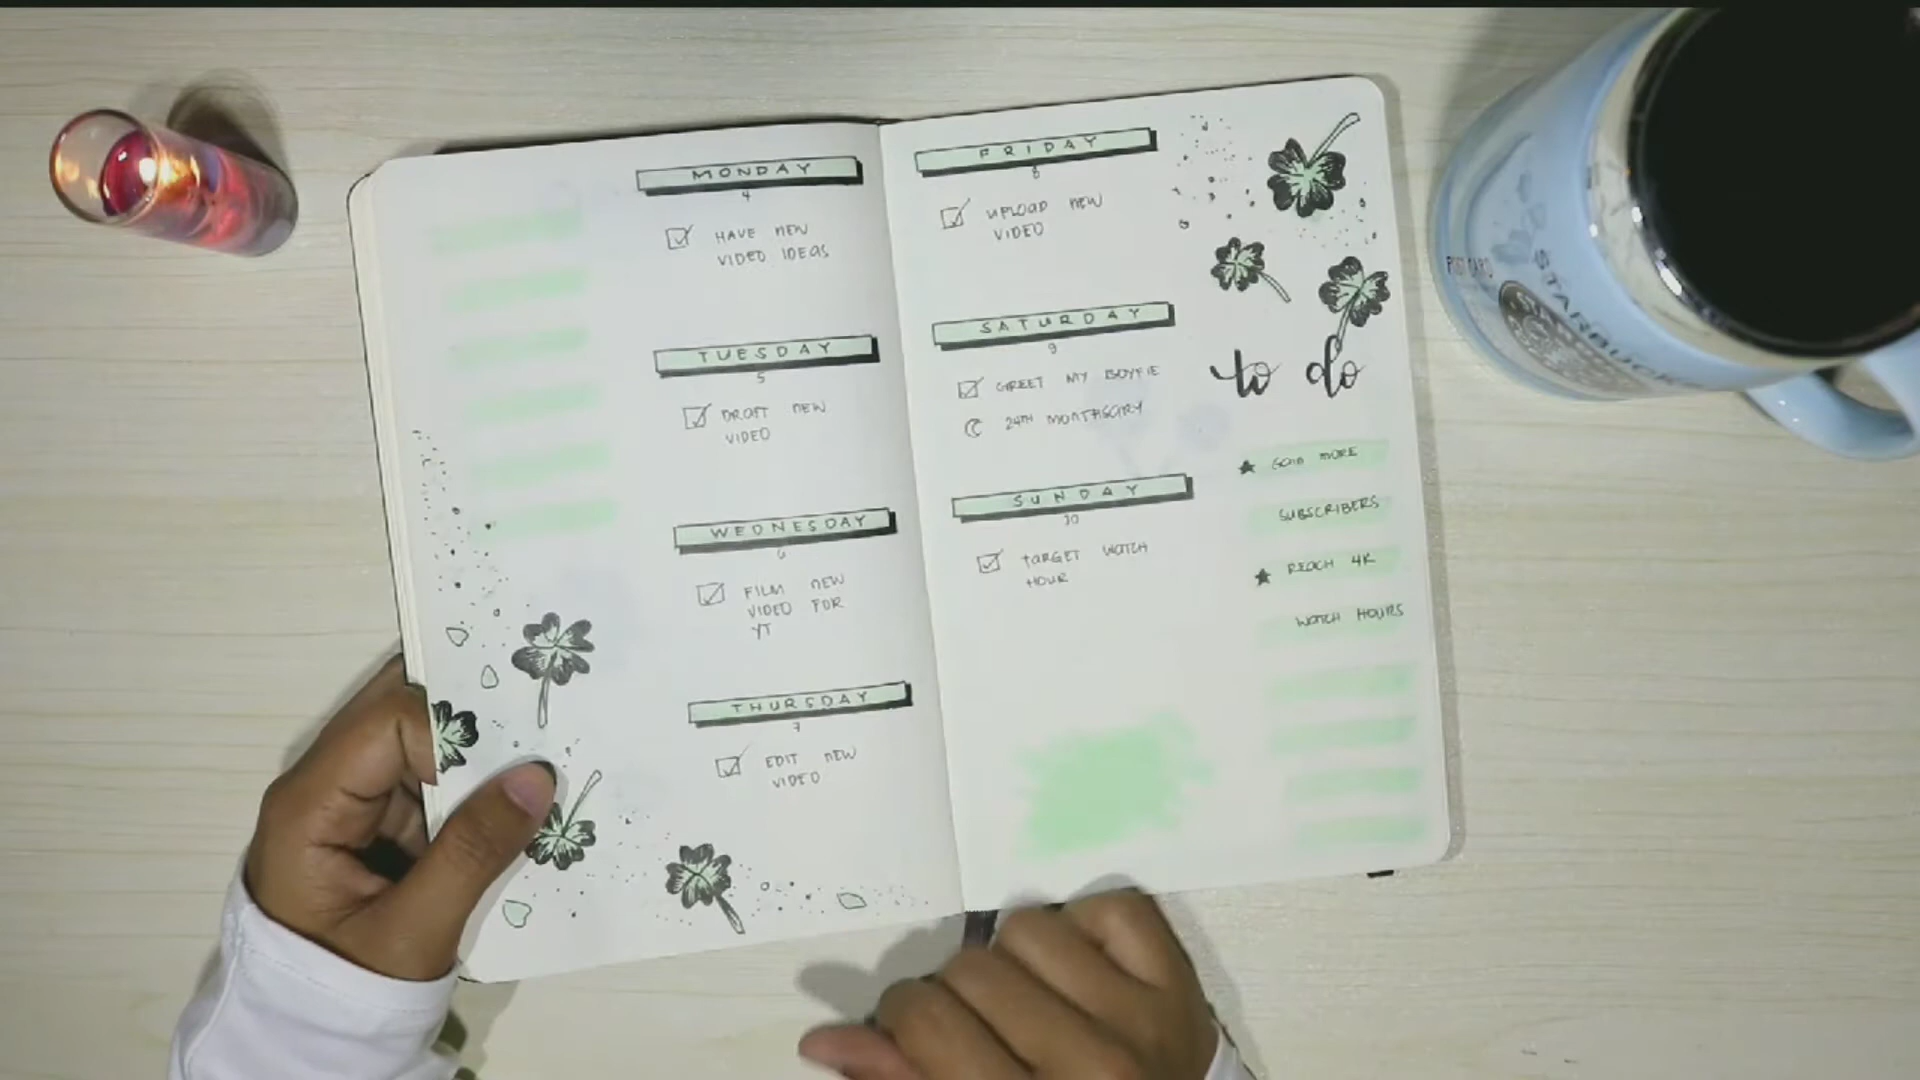 MONDAY
4
HAVE NEW
VIDEO IDEAS
TUESDAY
5
DRAFT NEW
VIDEO
WEDNESDAY
6
FILM NEW
VIDEO FOR
YT
THURSDAY
7
EDIT NEW
VIDEO
FRIDAY
8
UPLOAD NEW
VIDEO
SATURDAY
9
GREET MY BOYFIE
24TH MONTHSARY
SUNDAY
10
TARGET WATCH
HOUR
to do
GAIN MORE
SUBSCRIBERS
REACH 4K
WATCH HOURS
STARBUCKS